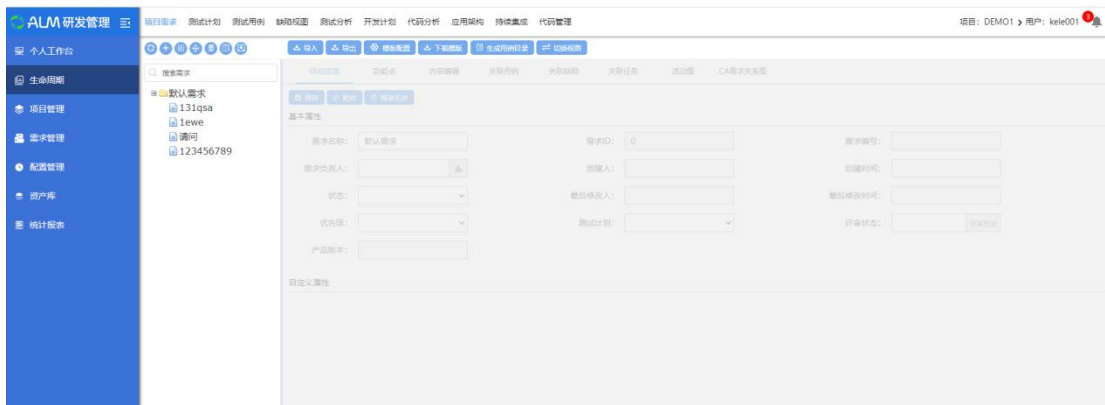 ALM研发管理
项目需求 测试计划 测试用例 缺陷视图 测试分析 开发计划 代码分析 应用架构 持续集成 代码管理
项目: DEMO1 用户: kele001
3
个人工作台
生命周期
项目管理
需求管理
配置管理
资产库
统计报表
搜索需求
默认需求
131qsa
1ewe
请问
123456789
导入 导出 模板配置 下载模板 生成用例目录 切换视图
详细信息 功能点 内容编辑 关联用例 关联缺陷 关联任务 活动图 CA需求关系图
保存 附件 修改历史
基本属性
需求名称: 默认需求 需求ID: 0 需求编号:
需求负责人: 创建人: 创建时间:
状态: 最后修改人: 最后修改时间:
优先级: 测试计划: 评审状态:
产品版本:
自定义属性